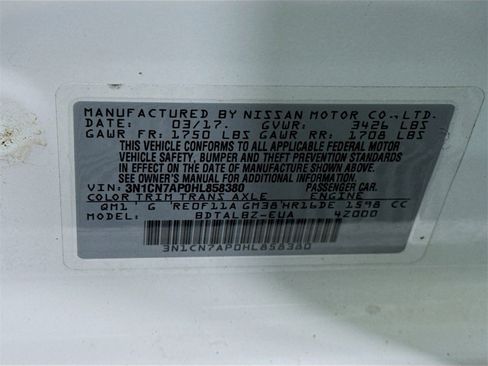 MANUFACTURED BY NISSAN MOTOR CO.,LTD.
DATE: 03/17. GVWR: 3426 LBS
GAWR FR: 1750 LBS GAWR RR: 1708 LBS
THIS VEHICLE CONFORMS TO ALL APPLICABLE FEDERAL MOTOR
VEHICLE SAFETY, BUMPER AND THEFT PREVENTION STANDARDS
IN EFFECT ON THE DATE OF MANUFACTURE SHOWN ABOVE.
SEE OWNER'S MANUAL FOR ADDITIONAL INFORMATION.
VIN: 3N1CN7AP0HL858380 PASSENGER CAR.
COLOR TRIM TRANS AXLE ENGINE
QM1 G RE0F11A GM38 HR16DE 1598 CC
BDTALBZ-EUA 4Z000
3N1CN7AP0HL858380